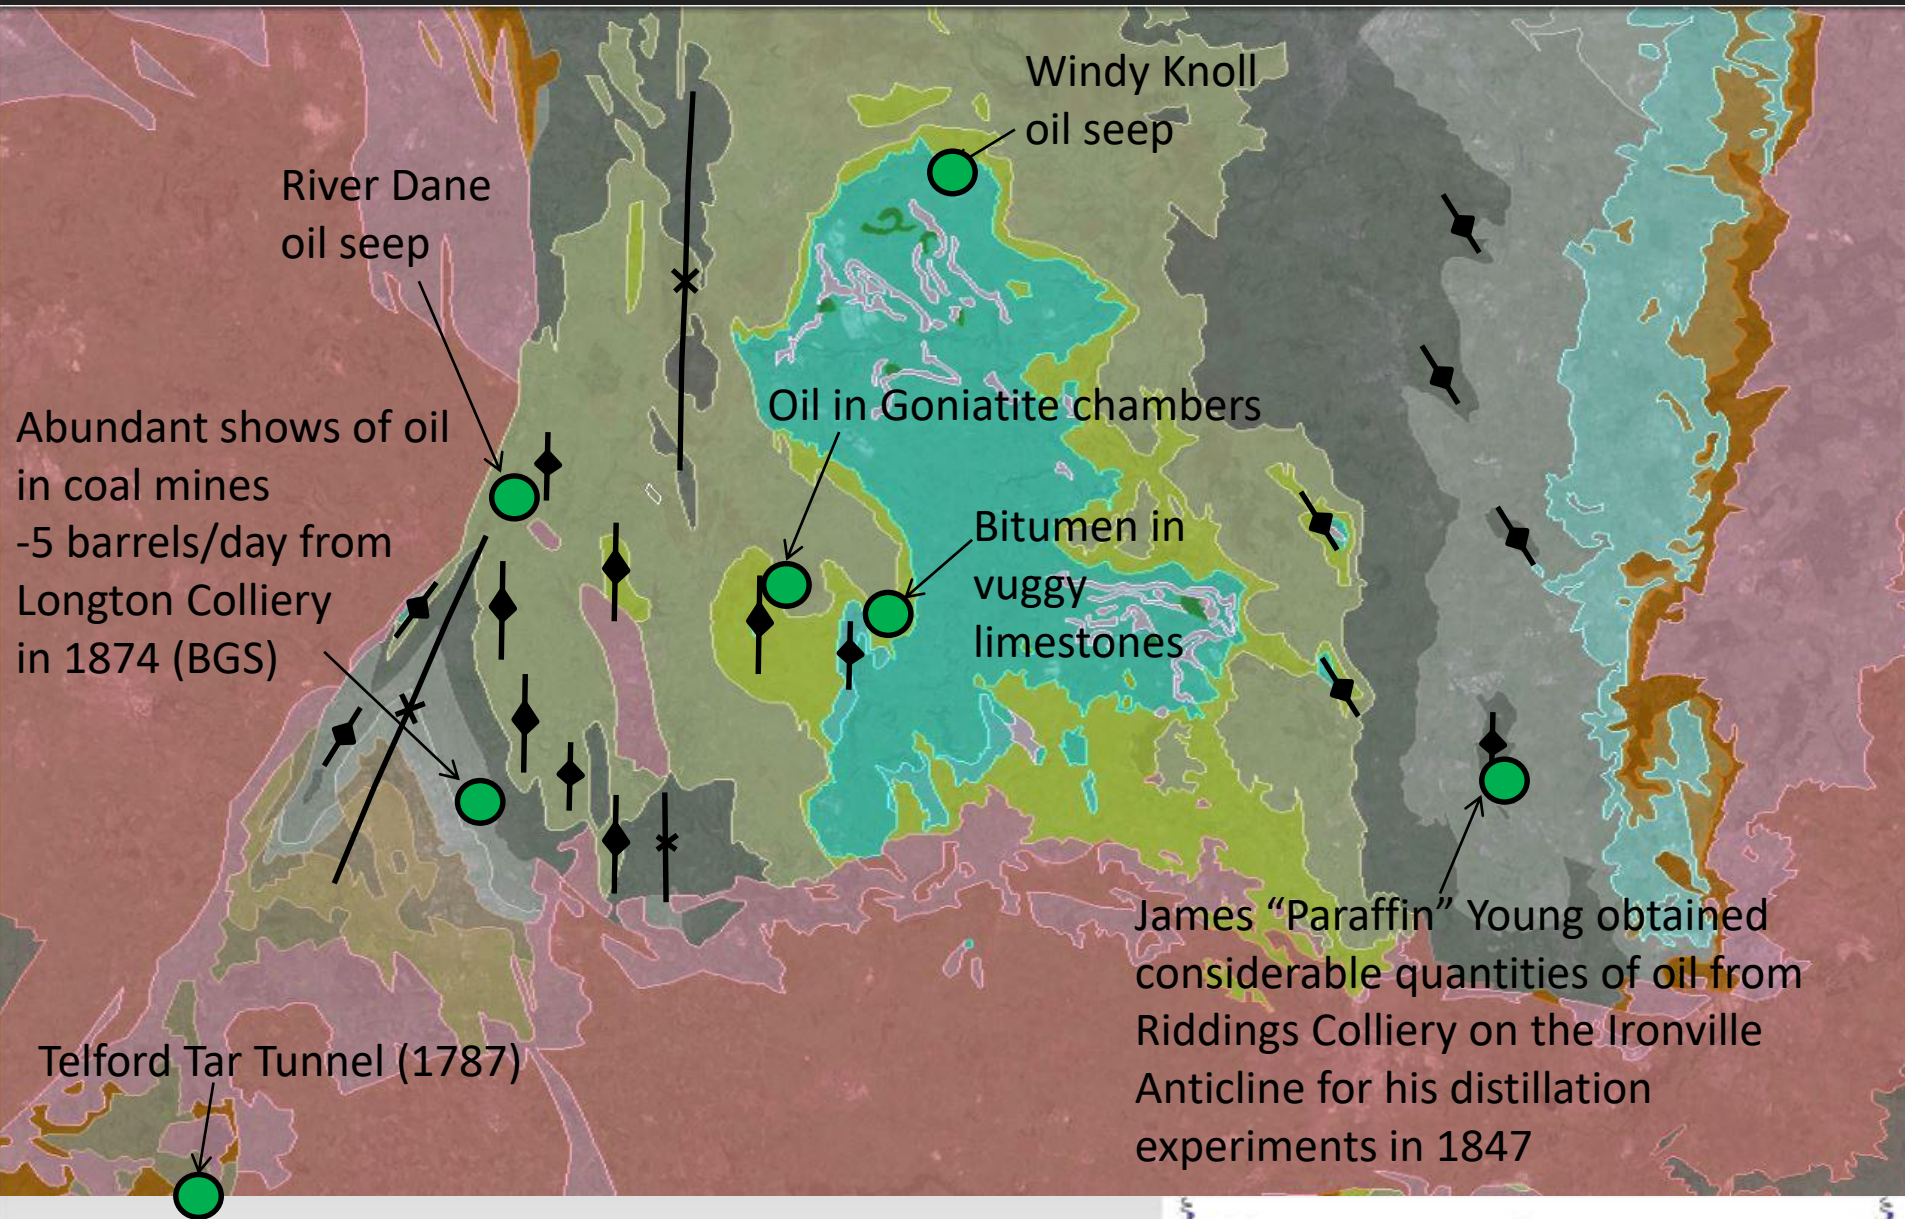 Windy Knoll
oil seep
River Dane
oil seep
Oil in Goniatite chambers
Abundant shows of oil
in coal mines
-5 barrels/day from
Longton Colliery
in 1874 (BGS)
Bitumen in
vuggy
limestones
James “Paraffin” Young obtained
considerable quantities of oil from
Riddings Colliery on the Ironville
Anticline for his distillation
experiments in 1847
Telford Tar Tunnel (1787)